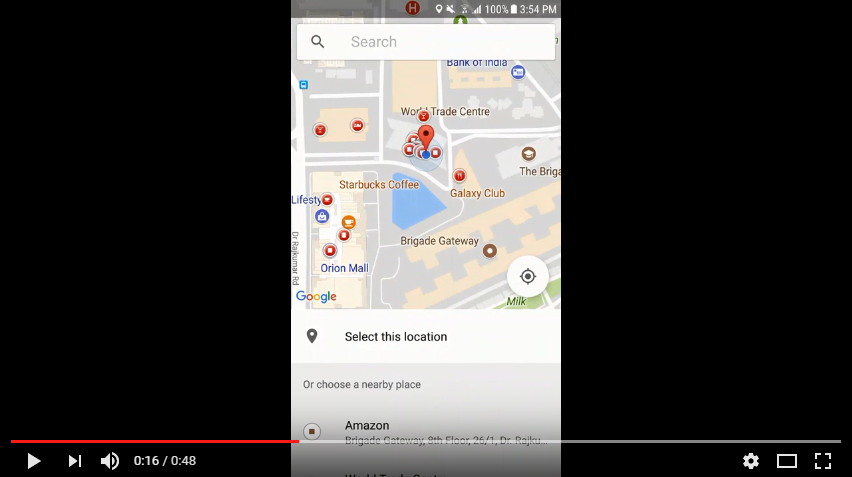 H 100% 3:54 PM
Search
Bank of India
World Trade Centre
The Briga
Starbucks Coffee
Galaxy Club
Lifesty
Brigade Gateway
Dr Rajkumar Rd
Orion Mall
Google
Milk
Select this location
Or choose a nearby place
Amazon
Brigade Gateway, 8th Floor, 26/1, Dr. Rajku...
0:16 / 0:48